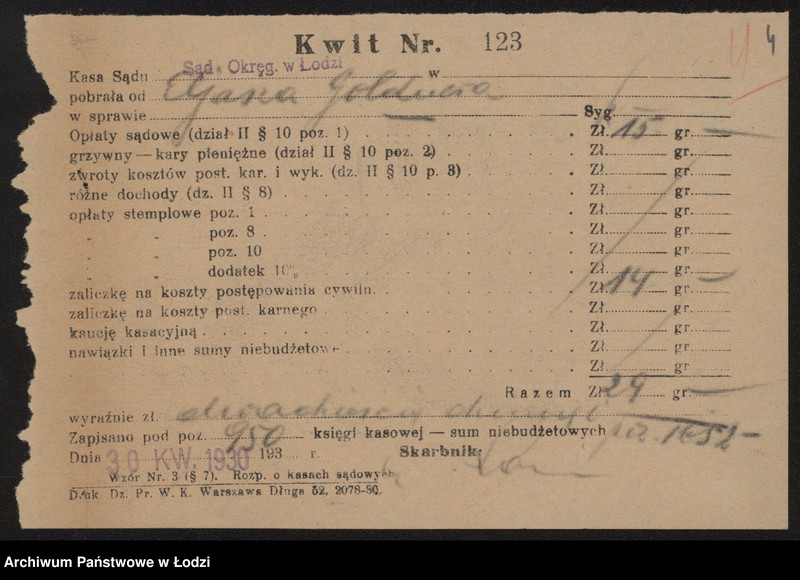 Kwit Nr. 123
4
Sąd Okręg. w Łodzi
Kasa Sądu w
pobrała od
w sprawie Syg.
Opłaty sądowe (dział II § 10 poz. 1) Zł. 15 gr. —
grzywny — kary pieniężne (dział II § 10 poz. 2) Zł. gr.
zwroty kosztów post. kar. i wyk. (dz. II § 10 p. 3) Zł. gr.
różne dochody (dz. II § 8) Zł. gr.
opłaty stemplowe poz. 1 Zł. gr.
„ „ poz. 8 Zł. gr.
„ „ poz. 10 Zł. gr.
„ „ dodatek 10% Zł. gr.
zaliczkę na koszty postępowania cywiln. Zł. 14 gr. —
zaliczkę na koszty post. karnego Zł. gr.
kaucję kasacyjną Zł. gr.
nawiązki i inne sumy niebudżetowe Zł. gr.
Zł. gr.
Razem Zł. 29 gr. —
wyraźnie zł. dwadzieścia dziewięć
Zapisano pod poz. 950 księgi kasowej — sum niebudżetowych 1652 —
Dnia 30 KW. 1930 193 r. Skarbnik:
Wzór Nr. 3 (§ 7). Rozp. o kasach sądowych
Druk Dz. Pr. W. K. Warszawa Długa 52. 2078-30.
Archiwum Państwowe w Łodzi